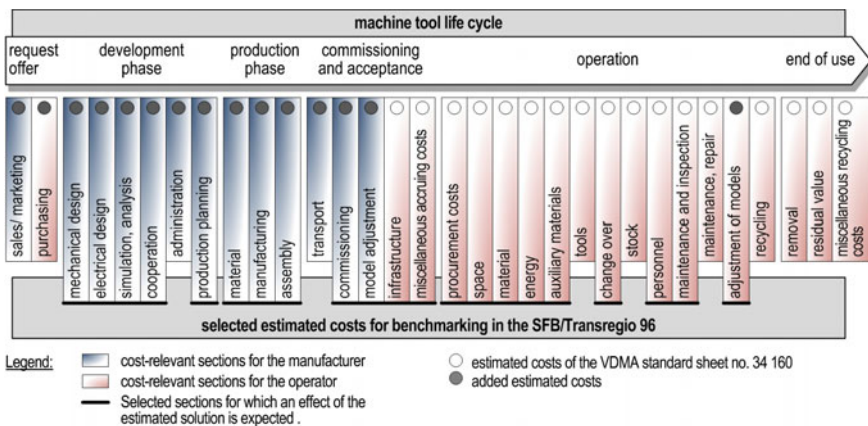 machine tool life cycle
request
offer
development
phase
production
phase
commissioning
and acceptance
operation
end of use
sales/ marketing
purchasing
mechanical design
electrical design
simulation, analysis
cooperation
administration
production planning
material
manufacturing
assembly
transport
commissioning
model adjustment
infrastructure
miscellaneous accruing costs
procurement costs
space
material
energy
auxiliary materials
tools
change over
stock
personnel
maintenance and inspection
maintenance, repair
adjustment of models
recycling
removal
residual value
miscellaneous recycling
costs
selected estimated costs for benchmarking in the SFB/Transregio 96
Legend:
cost-relevant sections for the manufacturer
cost-relevant sections for the operator
Selected sections for which an effect of the
estimated solution is expected .
estimated costs of the VDMA standard sheet no. 34 160
added estimated costs